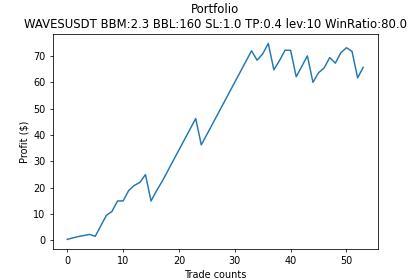 Portfolio
WAVESUSDT BBM:2.3 BBL:160 SL:1.0 TP:0.4 lev:10 WinRatio:80.0
70
60
50
40
30
20
10
0
Profit ($)
0 10 20 30 40 50
Trade counts